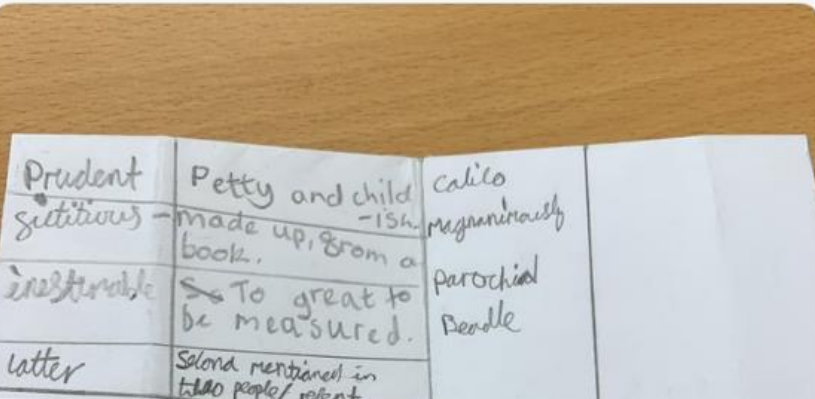 Prudent
Petty and child
-ish.
fictitious - made up, from a
book.
inestimable
To great to
be measured.
Latter
Second mentioned in
people/
Calico
Magnanimously
parochial
Beadle